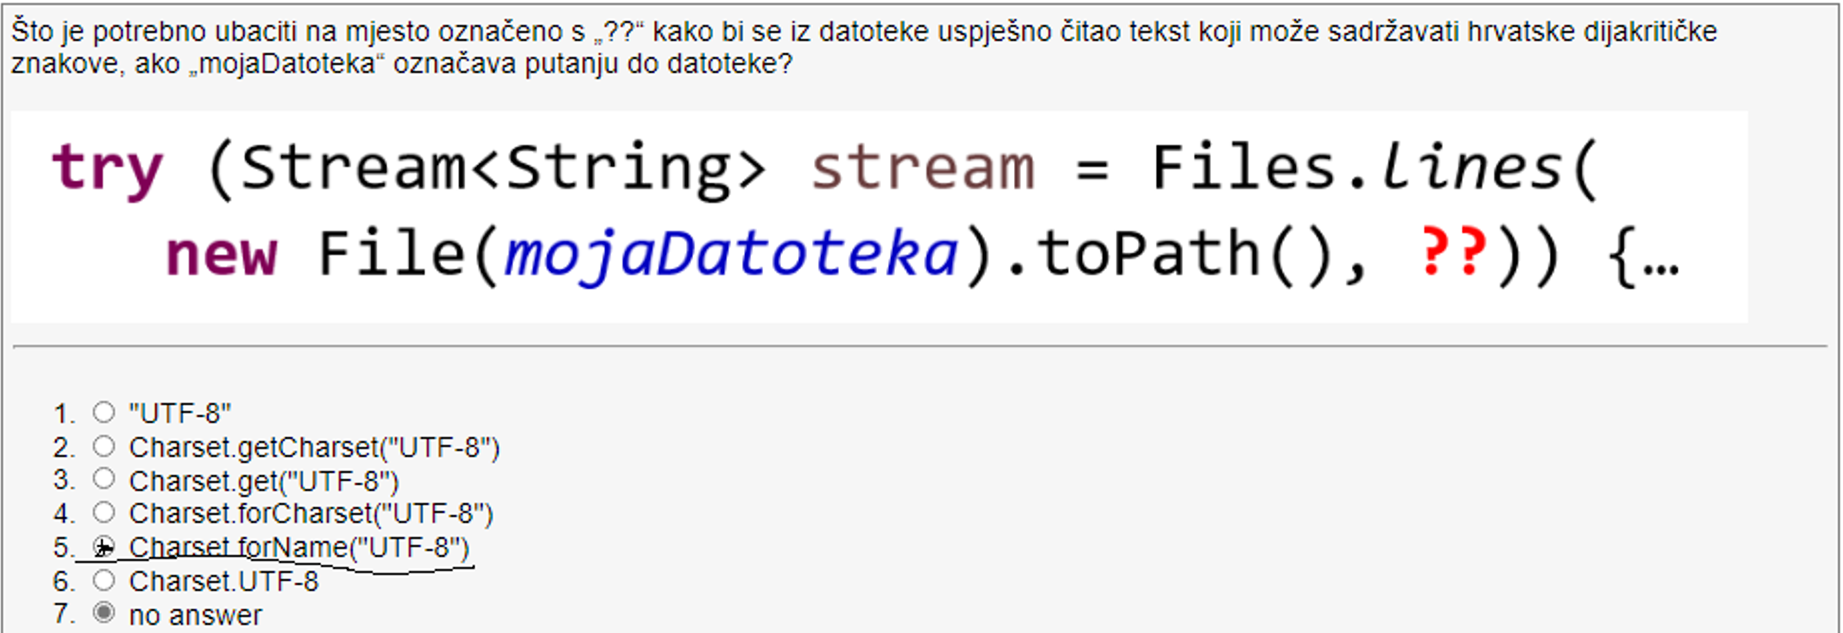 Što je potrebno ubaciti na mjesto označeno s „??“ kako bi se iz datoteke uspješno čitao tekst koji može sadržavati hrvatske dijakritičke
znakove, ako „mojaDatoteka“ označava putanju do datoteke?
try (Stream<String> stream = Files.lines(
new File(mojaDatoteka).toPath(), ??)) {…
1. "UTF-8"
2. Charset.getCharset("UTF-8")
3. Charset.get("UTF-8")
4. Charset.forCharset("UTF-8")
5. Charset.forName("UTF-8")
6. Charset.UTF-8
7. no answer